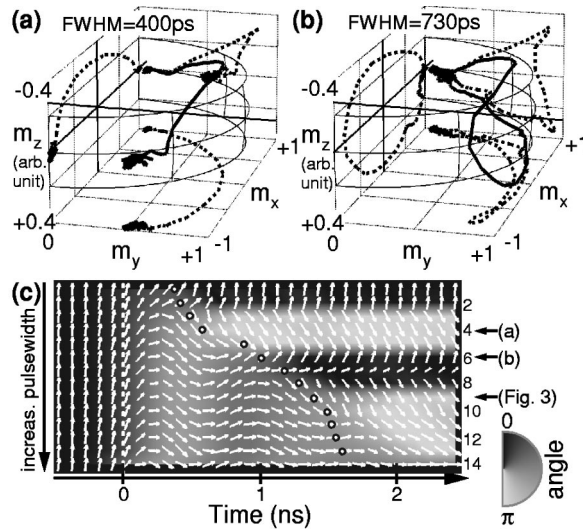 (a)
FWHM=400ps
-0.4
m_z
(arb.
unit)
+0.4
0
m_y
+1
-1
m_x
+1
(b)
FWHM=730ps
-0.4
m_z
(arb.
unit)
+0.4
0
m_y
+1
-1
m_x
+1
(c)
increas. pulsewidth
2
4
(a)
6
(b)
8
(Fig. 3)
10
12
14
0
1
2
Time (ns)
0
angle
π